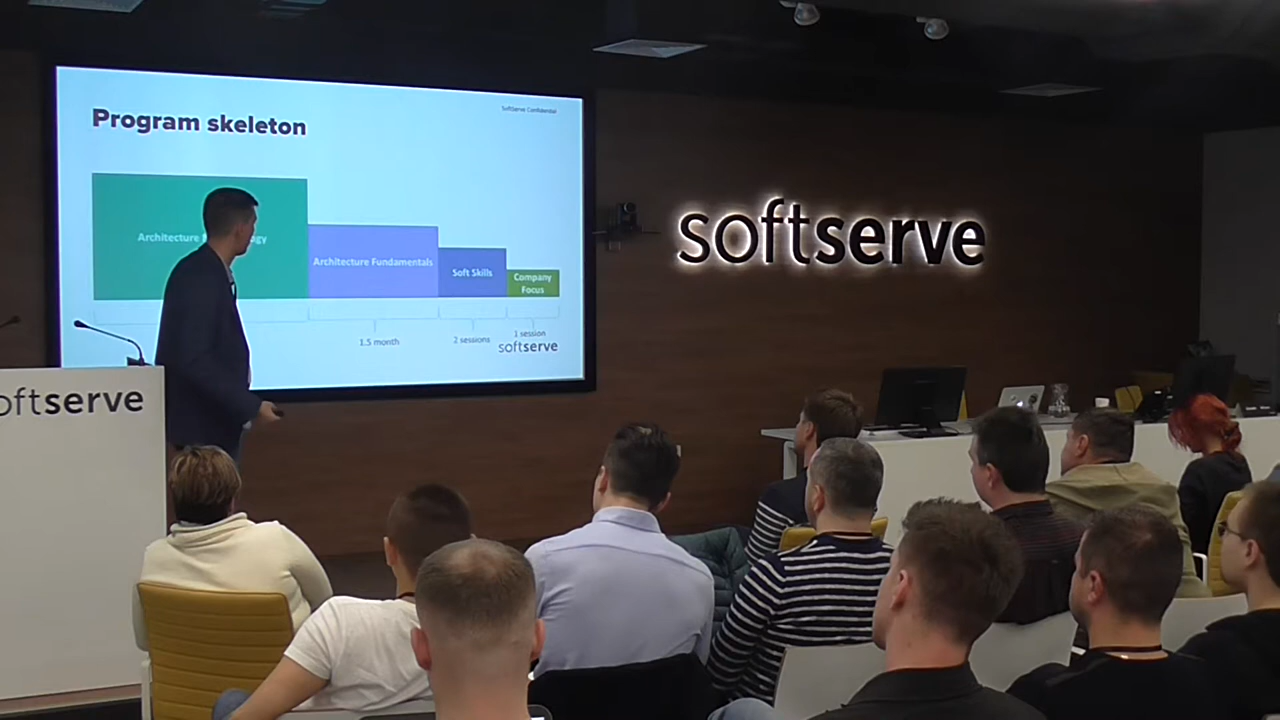 SoftServe Confidential
Program skeleton
Architecture
Architecture Fundamentals
Soft Skills
Company
Focus
1.5 month
2 sessions
1 session
softserve
softserve
oftserve